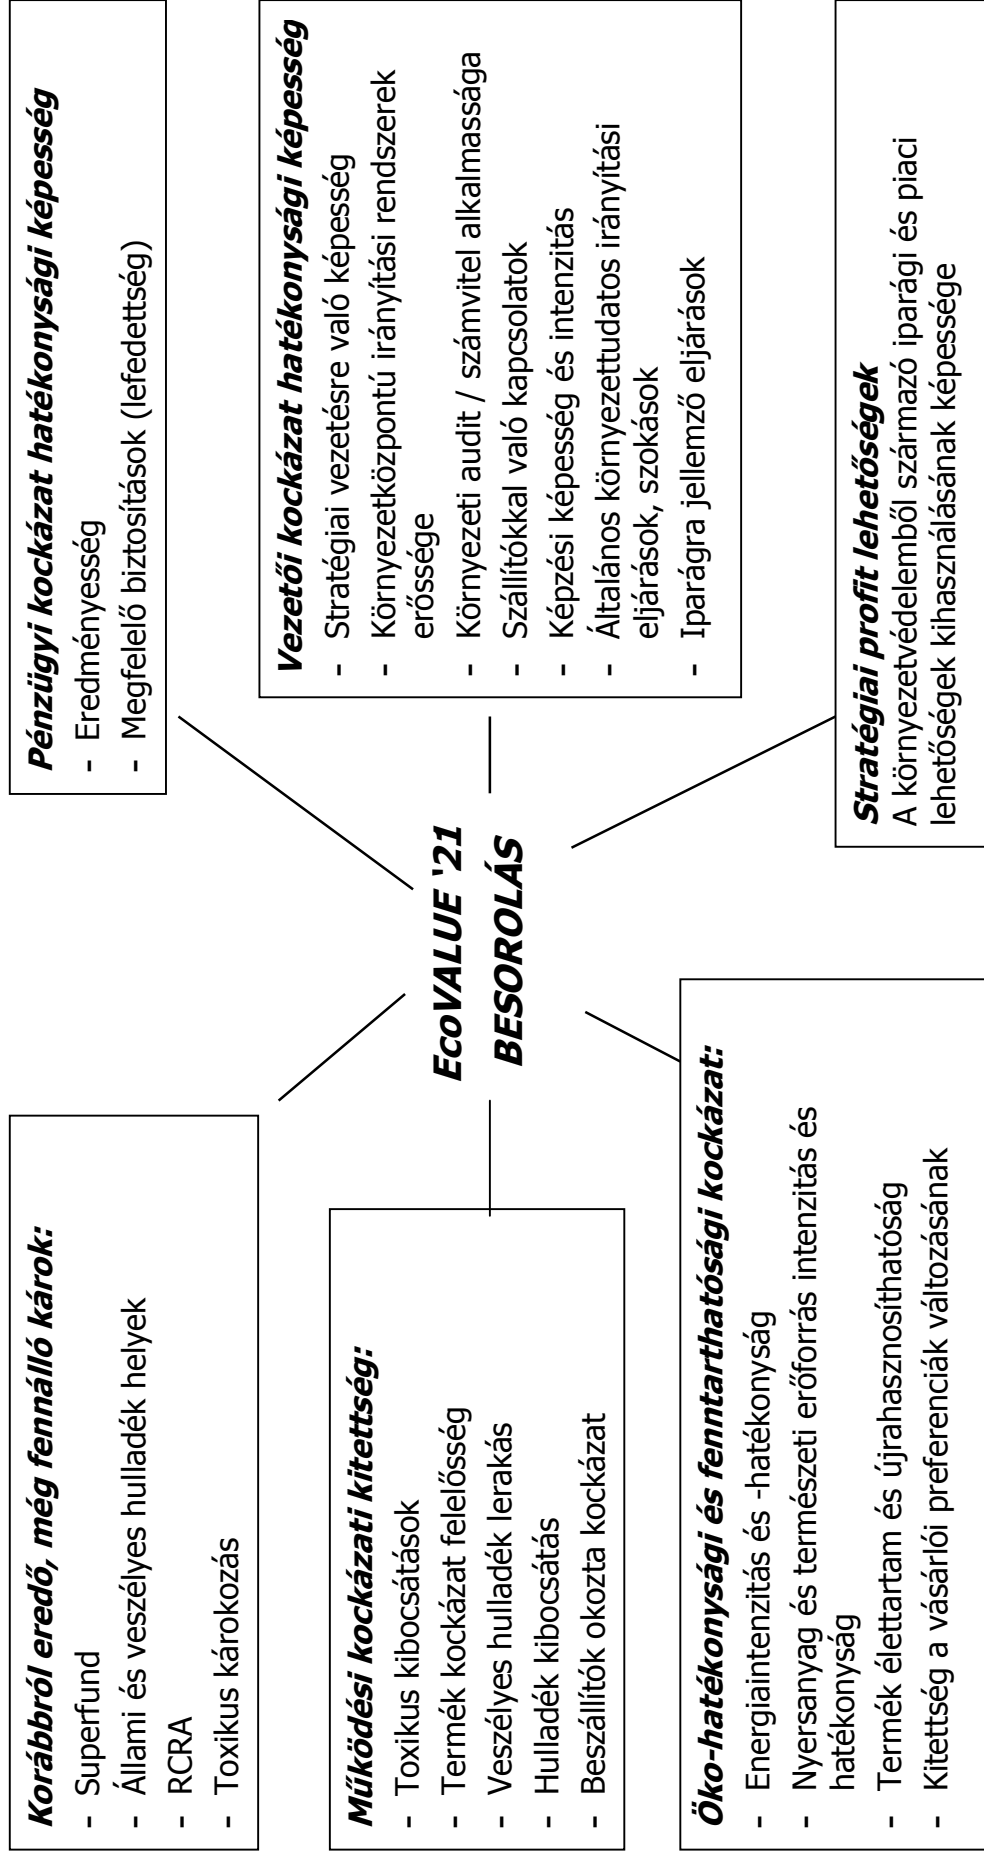 Korábbról eredő, még fennálló károk:
- Superfund
- Állami és veszélyes hulladék helyek
- RCRA
- Toxikus károkozás
Működési kockázati kitettség:
- Toxikus kibocsátások
- Termék kockázat felelősség
- Veszélyes hulladék lerakás
- Hulladék kibocsátás
- Beszállítók okozta kockázat
Öko-hatékonysági és fenntarthatósági kockázat:
- Energiaintenzitás és -hatékonyság
- Nyersanyag és természeti erőforrás intenzitás és
hatékonyság
- Termék élettartam és újrahasznosíthatóság
- Kitettség a vásárlói preferenciák változásának
EcoVALUE ‘21
BESOROLÁS
Pénzügyi kockázat hatékonysági képesség
- Eredményesség
- Megfelelő biztosítások (lefedettség)
Vezetői kockázat hatékonysági képesség
- Stratégiai vezetésre való képesség
- Környezetközpontú irányítási rendszerek
erőssége
- Környezeti audit / számvitel alkalmassága
- Szállítókkal való kapcsolatok
- Képzési képesség és intenzitás
- Általános környezettudatos irányítási
eljárások, szokások
- Iparágra jellemző eljárások
Stratégiai profit lehetőségek
A környezetvédelemből származó iparági és piaci
lehetőségek kihasználásának képessége